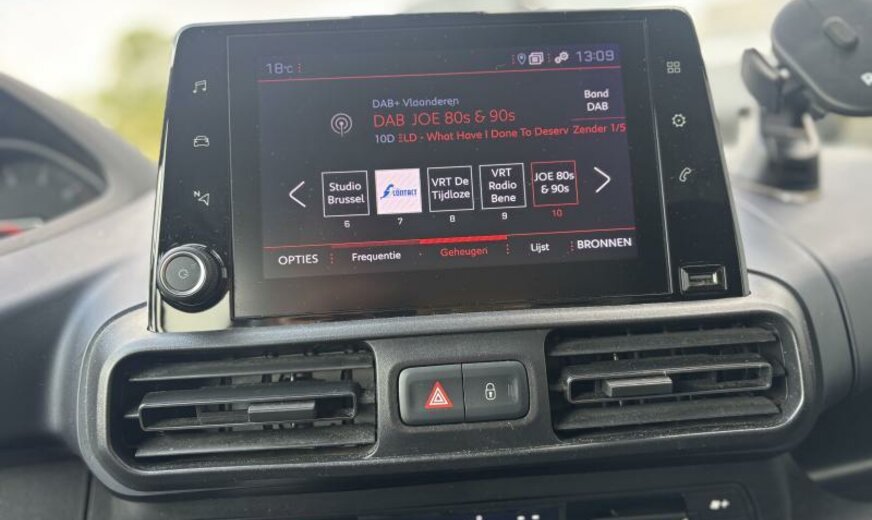 18°C
13:09
DAB+ Vlaanderen
Band
DAB
DAB JOE 80s & 90s
10D
LD - What Have I Done To Deserv
Zender 1/5
Studio
Brussel
CONTACT
VRT De
Tijdloze
VRT
Radio
Bene
JOE 80s
& 90s
6
7
8
9
10
OPTIES
Frequentie
Geheugen
Lijst
BRONNEN
N